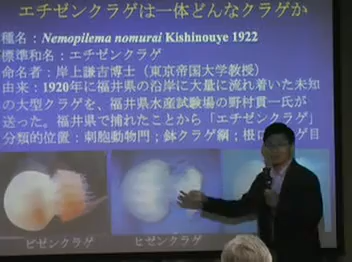 エチゼンクラゲは一体どんなクラゲか
種名：Nemopilema nomurai Kishinouye 1922
標準和名：エチゼンクラゲ
命名者：岸上謙吉博士（東京帝国大学教授）
由来：1920年に福井県の沿岸に大量に流れ着いた未知
の大型クラゲを、福井県水産試験場の野村貫一氏が
送った。福井県で捕れたことから「エチゼンクラゲ」
分類的位置：刺胞動物門；鉢クラゲ綱；根口クラゲ目
ビゼンクラゲ
ヒゼンクラゲ